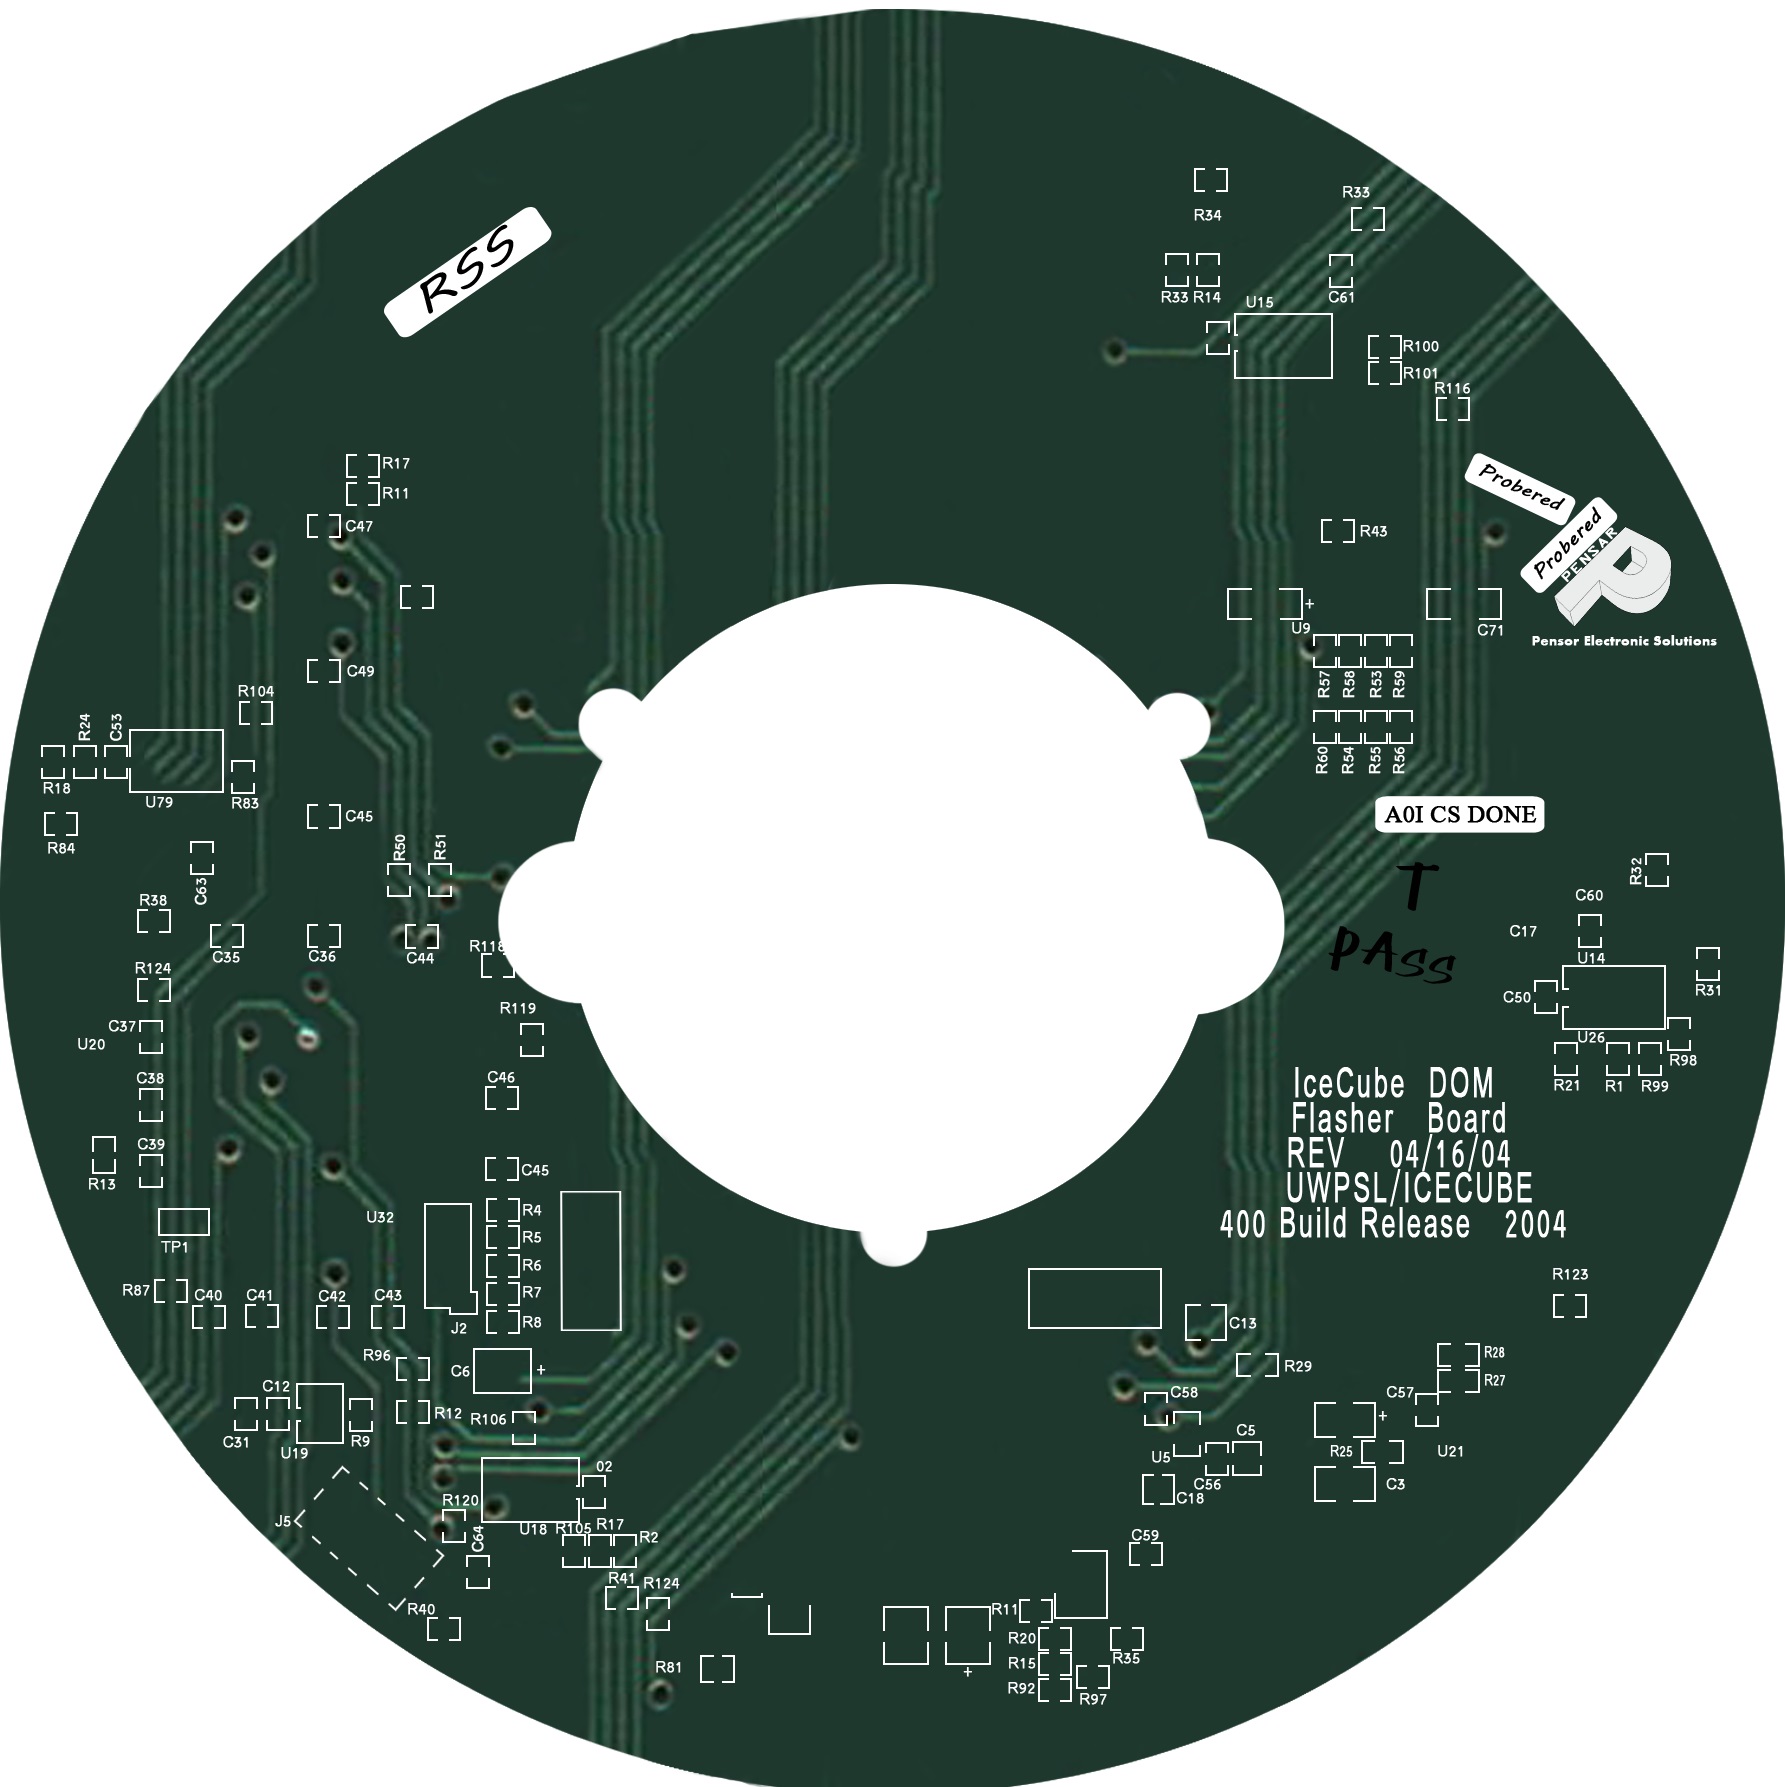 R34
R33
R33 R14
C61
U15
R100
R101
R116
RSS
R17
R11
C47
Probered
Probered
PENSAR
P
Pensor Electronic Solutions
R43
+
U9
C71
C49
R57 R58 R53 R59
R60 R54 R55 R56
R104
R24 C53
R18
U79
R83
R84
C45
R50 R51
A0I CS DONE
T
PASS
C63
R38
C35
C36
C44
R118
R32
C60
C17
U14
C50
R31
U26
R98
R21
R1 R99
R124
C37
U20
R119
C38
C46
IceCube DOM
Flasher Board
REV 04/16/04
UWPSL/ICECUBE
400 Build Release 2004
C39
R13
C45
U32
R4
R5
R6
R7
R8
TP1
R87
C40
C41
C42
C43
J2
R123
C13
R96
C6
+
R29
R28
R27
C12
C31
U19
R9
R12
R106
C58
C57
+
C5
U5
C56
R25
U21
C18
C3
02
R120
J5
C64
U18
R105 R17
R2
C59
R41
R124
R40
R11
R20
R15
R92
R35
R97
R81
+